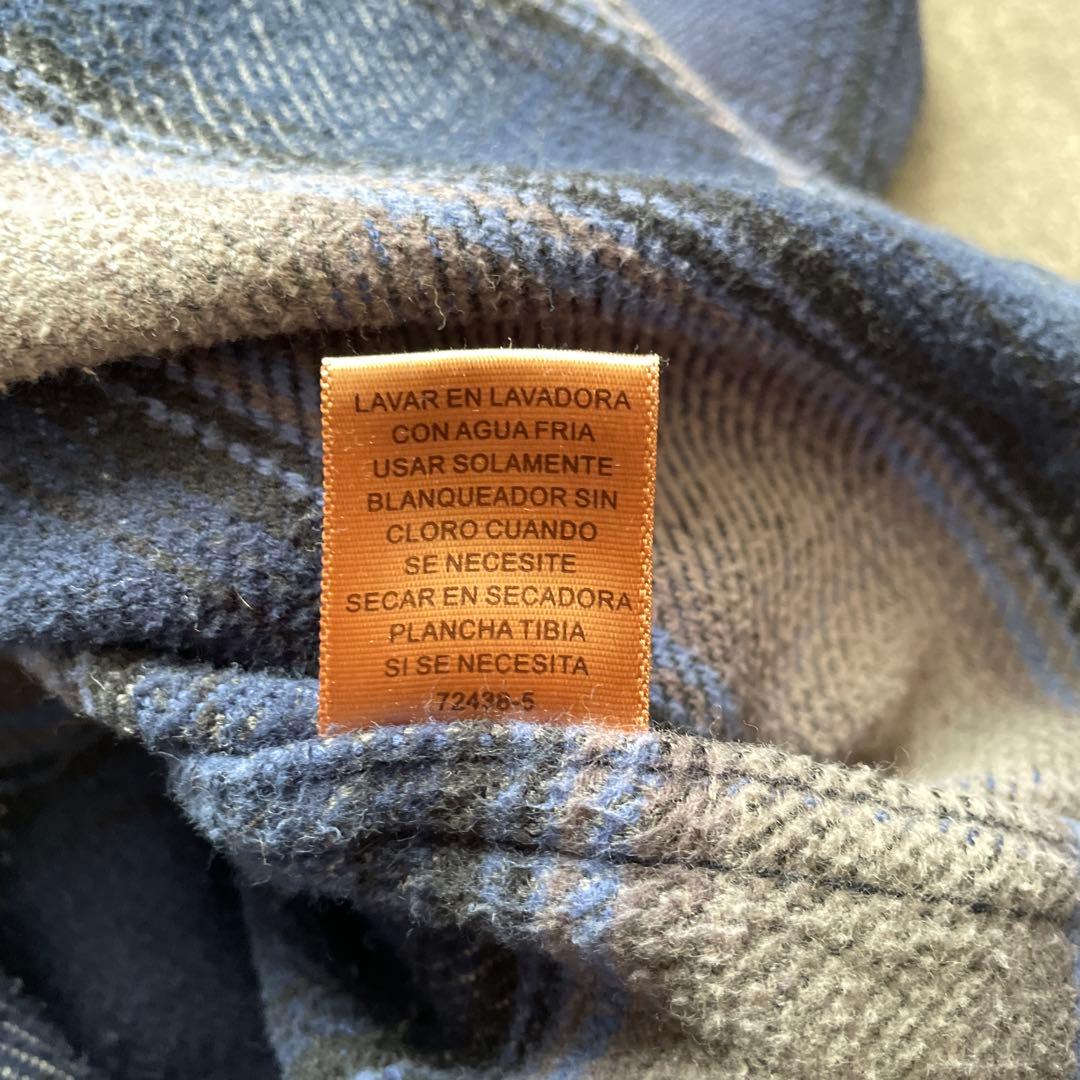 LAVAR EN LAVADORA
CON AGUA FRIA
USAR SOLAMENTE
BLANQUEADOR SIN
CLORO CUANDO
SE NECESITE
SECAR EN SECADORA
PLANCHA TIBIA
SI SE NECESITA
72438-5